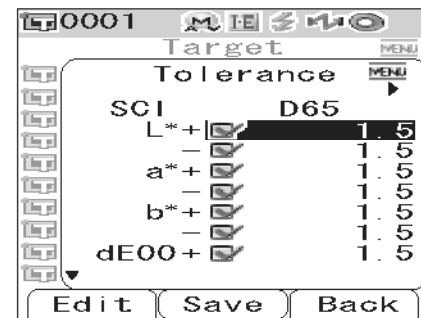 0001 M I·E
Target MENU
Tolerance MENU
SCI D65
L*+ 1.5
− 1.5
a*+ 1.5
− 1.5
b*+ 1.5
− 1.5
dE00+ 1.5
Edit Save Back